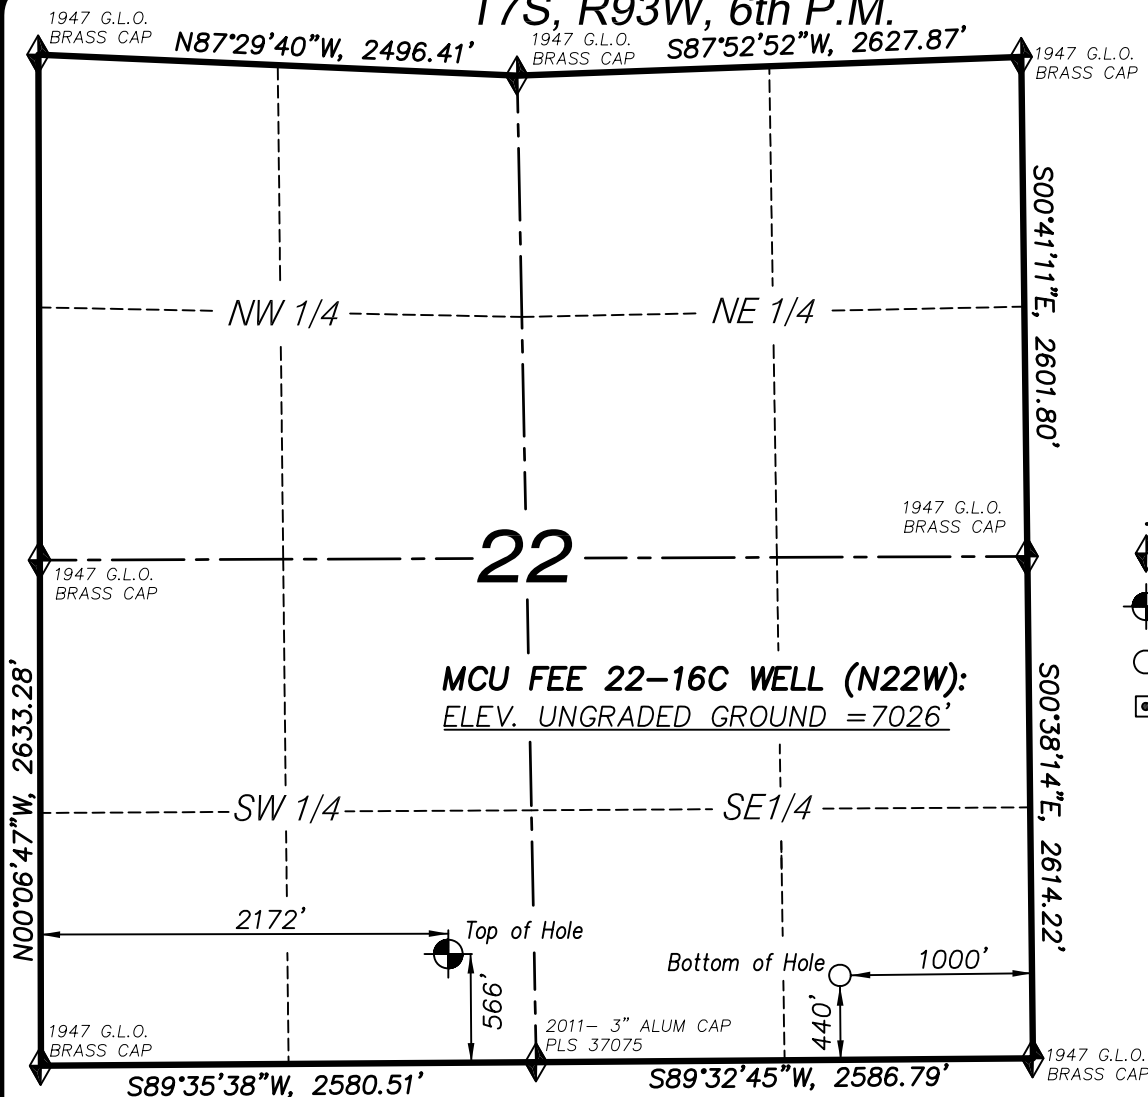 T7S, R93W, 6th P.M.
1947 G.L.O.
BRASS CAP
N87°29'40"W, 2496.41'
1947 G.L.O.
BRASS CAP
S87°52'52"W, 2627.87'
1947 G.L.O.
BRASS CAP
S00°41'11"E, 2601.80'
NW 1/4
NE 1/4
1947 G.L.O.
BRASS CAP
22
1947 G.L.O.
BRASS CAP
MCU FEE 22-16C WELL (N22W):
ELEV. UNGRADED GROUND =7026'
N00°06'47"W, 2633.28'
S00°38'14"E, 2614.22'
SW 1/4
SE1/4
2172'
Top of Hole
566'
Bottom of Hole
1000'
440'
1947 G.L.O.
BRASS CAP
2011- 3" ALUM CAP
PLS 37075
1947 G.L.O.
BRASS CAP
S89°35'38"W, 2580.51'
S89°32'45"W, 2586.79'